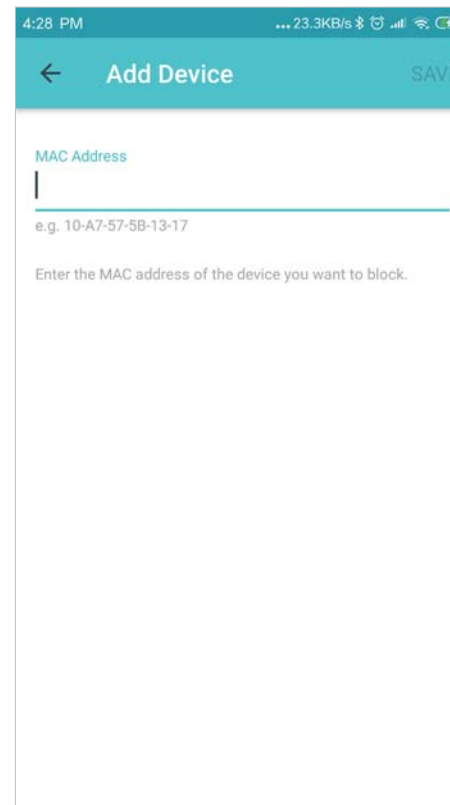 4:28 PM ... 23.3KB/s
Add Device SAV
MAC Address
e.g. 10-A7-57-5B-13-17
Enter the MAC address of the device you want to block.